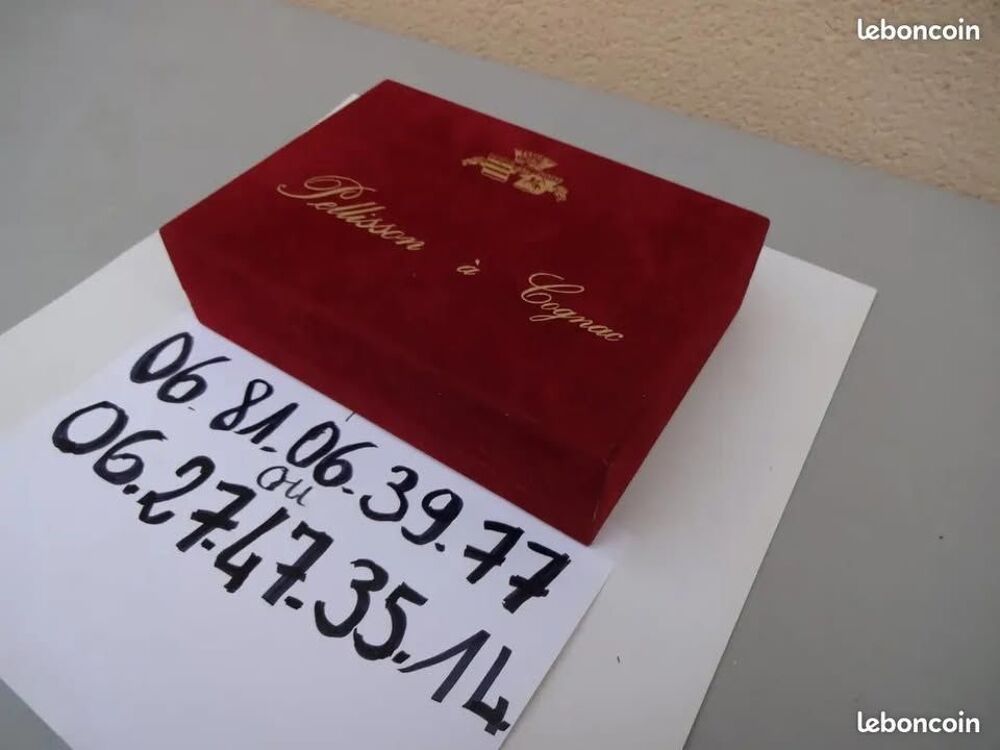 leboncoin
Pellisson à Cognac
06.81.06.39.77
ou
06.27.47.35.14
leboncoin